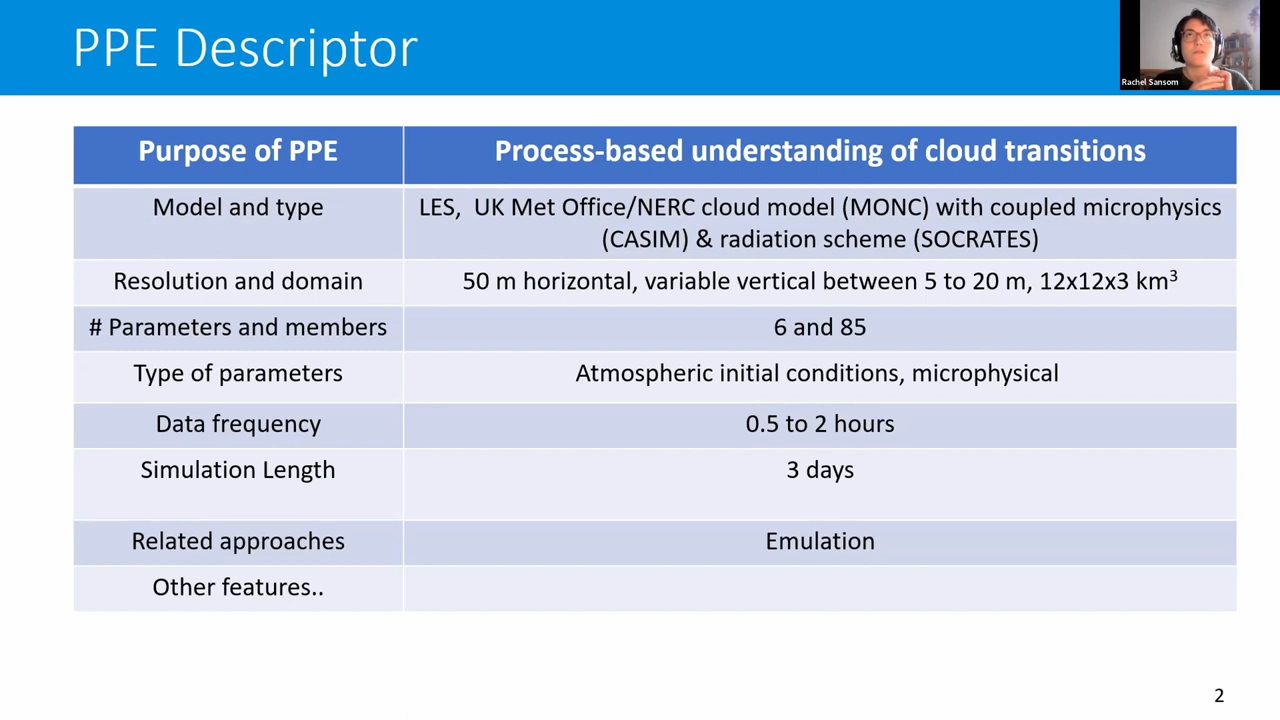 PPE Descriptor
Rachel Sansom
Purpose of PPE
Process-based understanding of cloud transitions
Model and type
LES,  UK Met Office/NERC cloud model (MONC) with coupled microphysics
(CASIM) & radiation scheme (SOCRATES)
Resolution and domain
50 m horizontal, variable vertical between 5 to 20 m, 12x12x3 km³
# Parameters and members
6 and 85
Type of parameters
Atmospheric initial conditions, microphysical
Data frequency
0.5 to 2 hours
Simulation Length
3 days
Related approaches
Emulation
Other features..
2